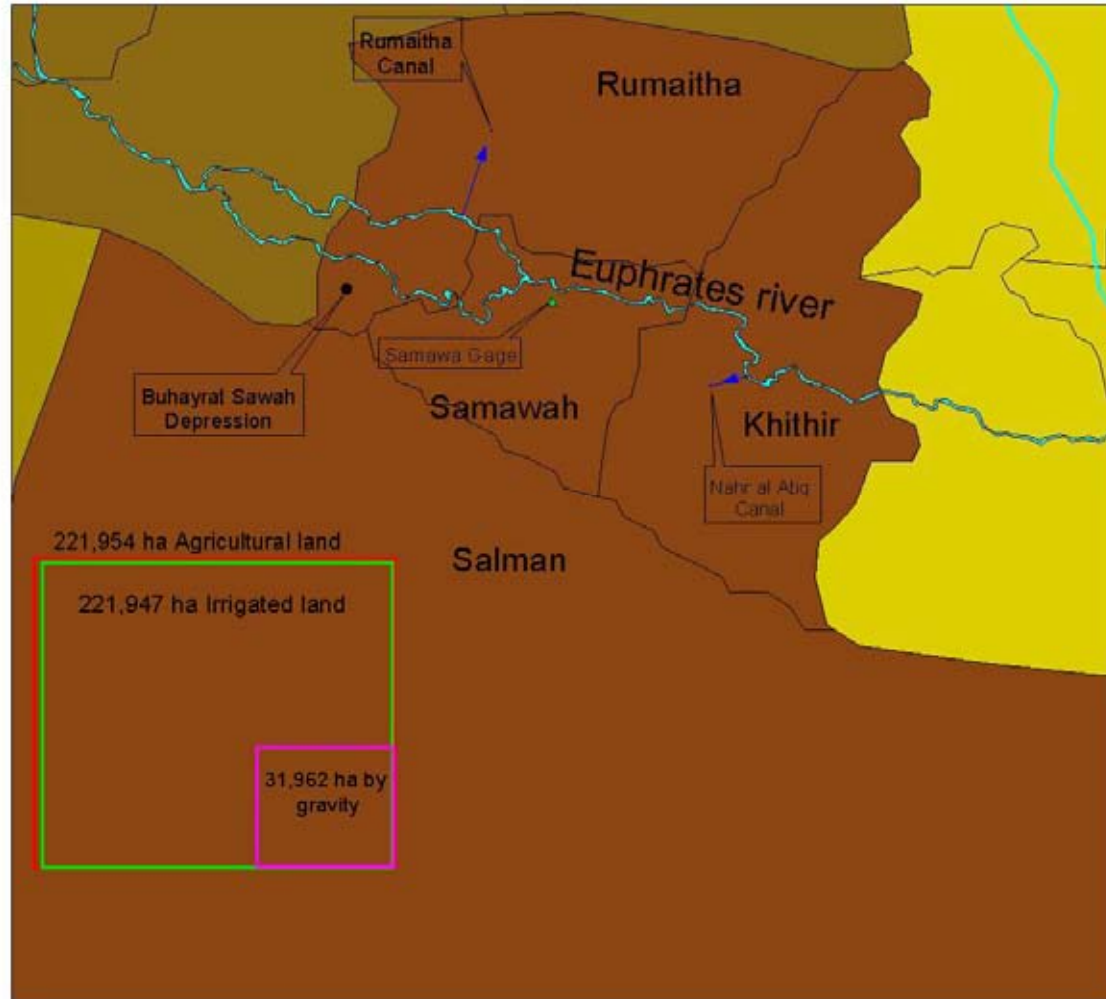 Rumaitha
Canal
Rumaitha
Euphrates river
Samawa Gage
Buhayrat Sawah
Depression
Samawah
Khithir
Nahr al Atiq
Canal
221,954 ha Agricultural land
Salman
221,947 ha Irrigated land
31,962 ha by
gravity